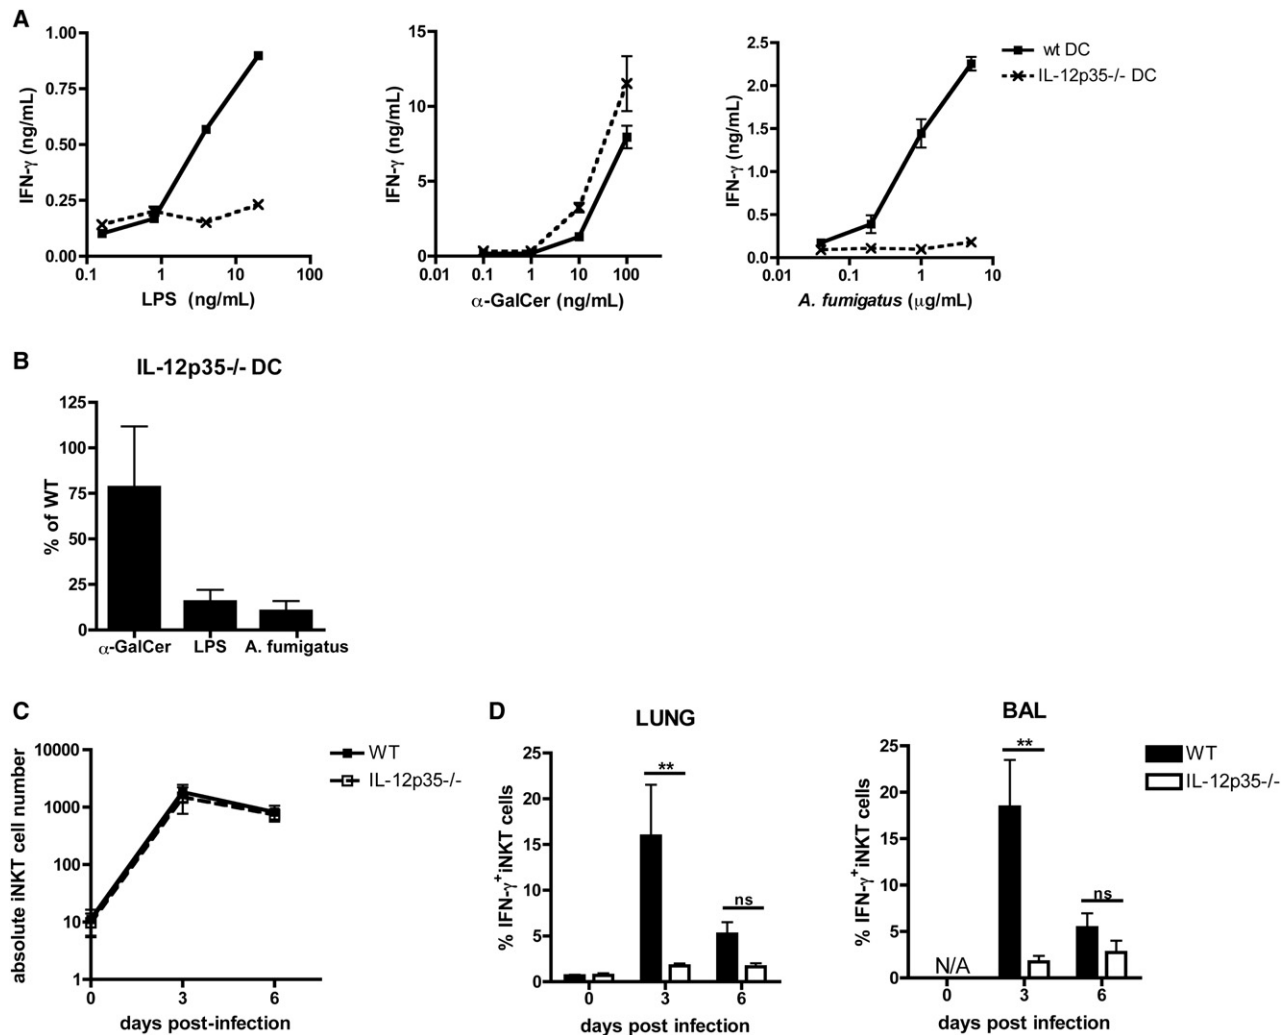 A
IFN-γ (ng/mL)
1.00
0.75
0.50
0.25
0.00
0.1 1 10 100
LPS (ng/mL)
IFN-γ (ng/mL)
15
10
5
0
0.01 0.1 1 10 100
α-GalCer (ng/mL)
IFN-γ (ng/mL)
2.5
2.0
1.5
1.0
0.5
0.0
0.01 0.1 1 10
A. fumigatus (μg/mL)
wt DC
IL-12p35-/- DC
B
IL-12p35-/- DC
% of WT
125
100
75
50
25
0
α-GalCer LPS A. fumigatus
C
absolute iNKT cell number
10000
1000
100
10
1
0 3 6
days post-infection
WT
IL-12p35-/-
D
LUNG
% IFN-γ+iNKT cells
25
20
15
10
5
0
**
ns
0 3 6
days post infection
BAL
% IFN-γ+iNKT cells
25
20
15
10
5
0
**
ns
N/A
0 3 6
days post infection
WT
IL-12p35-/-